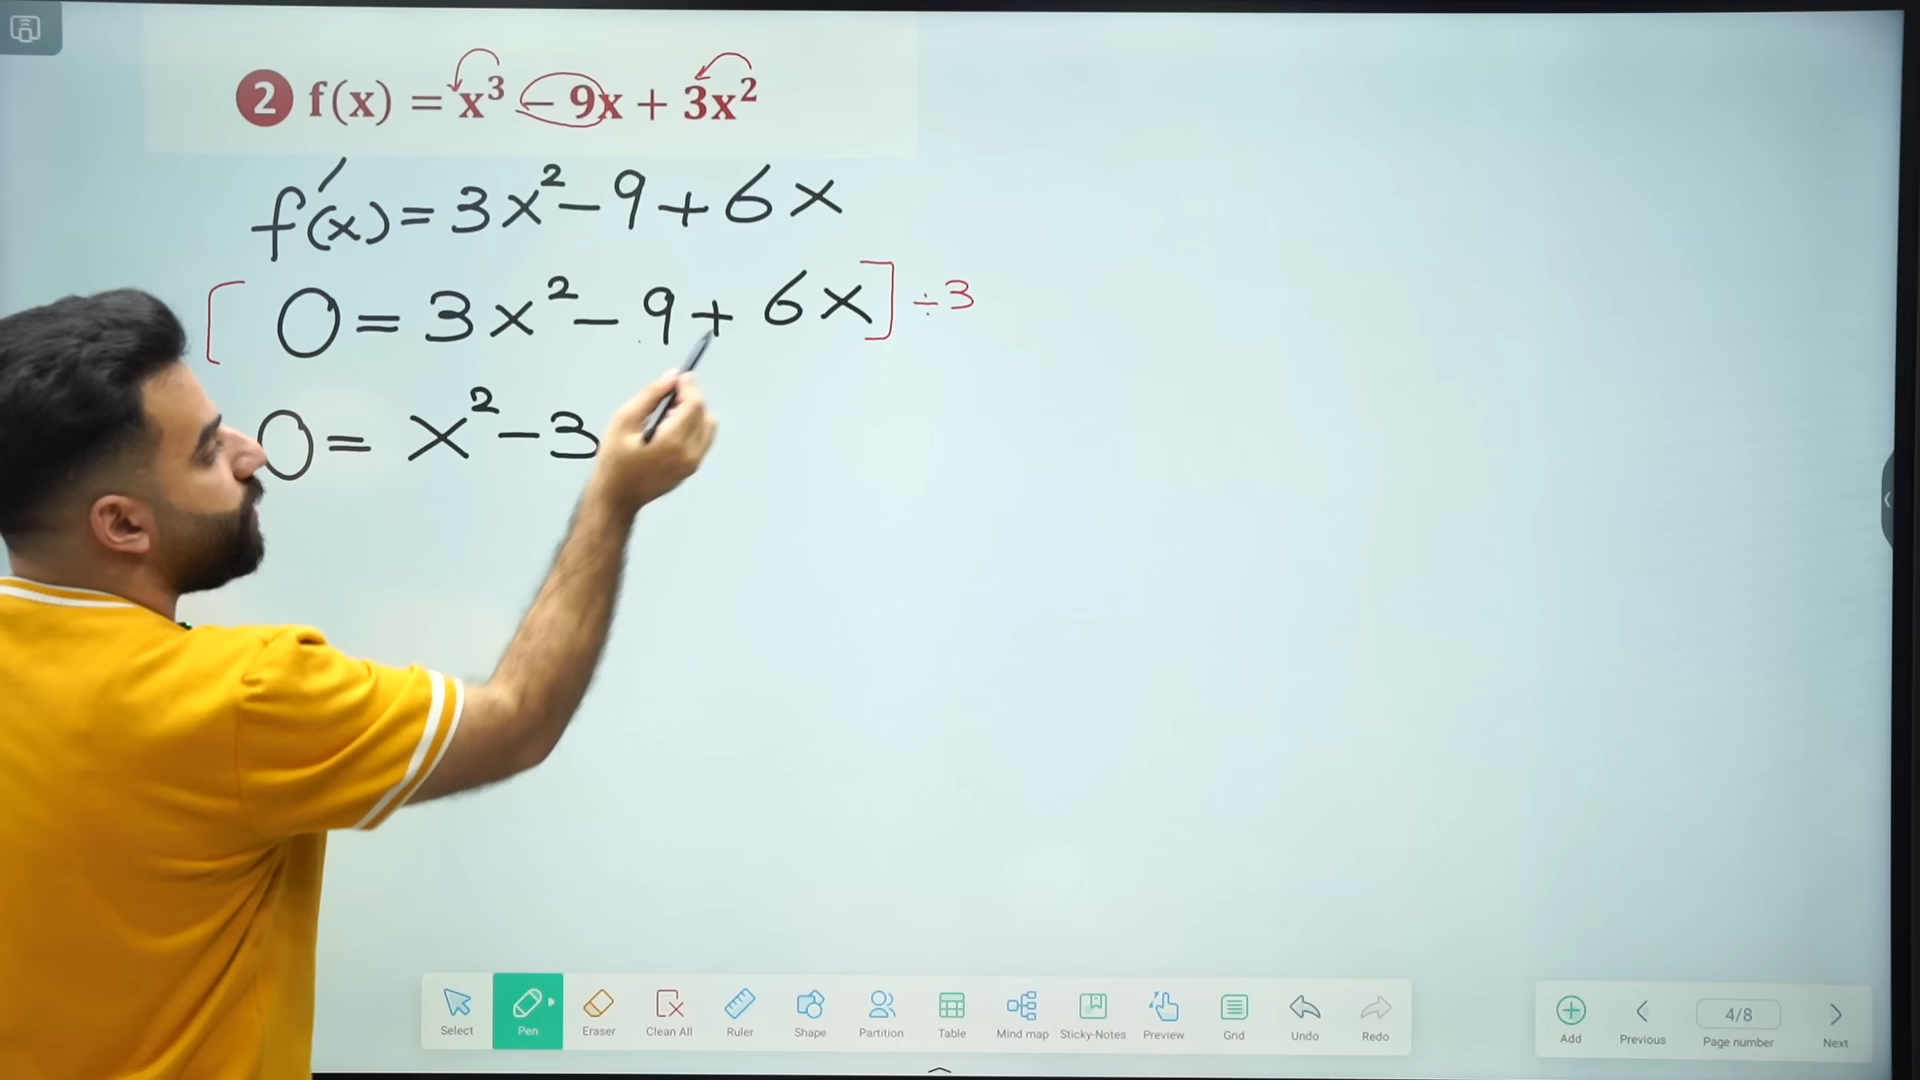 2 f(x) = x³ − 9x + 3x²
f′(x) = 3x² − 9 + 6x
[ 0 = 3x² − 9 + 6x ] ÷3
0 = x² − 3
Select Pen Eraser Clean All Ruler Shape Partition Table Mind map Sticky-Notes Preview Grid Undo Redo
4/8
Add Previous Page number Next